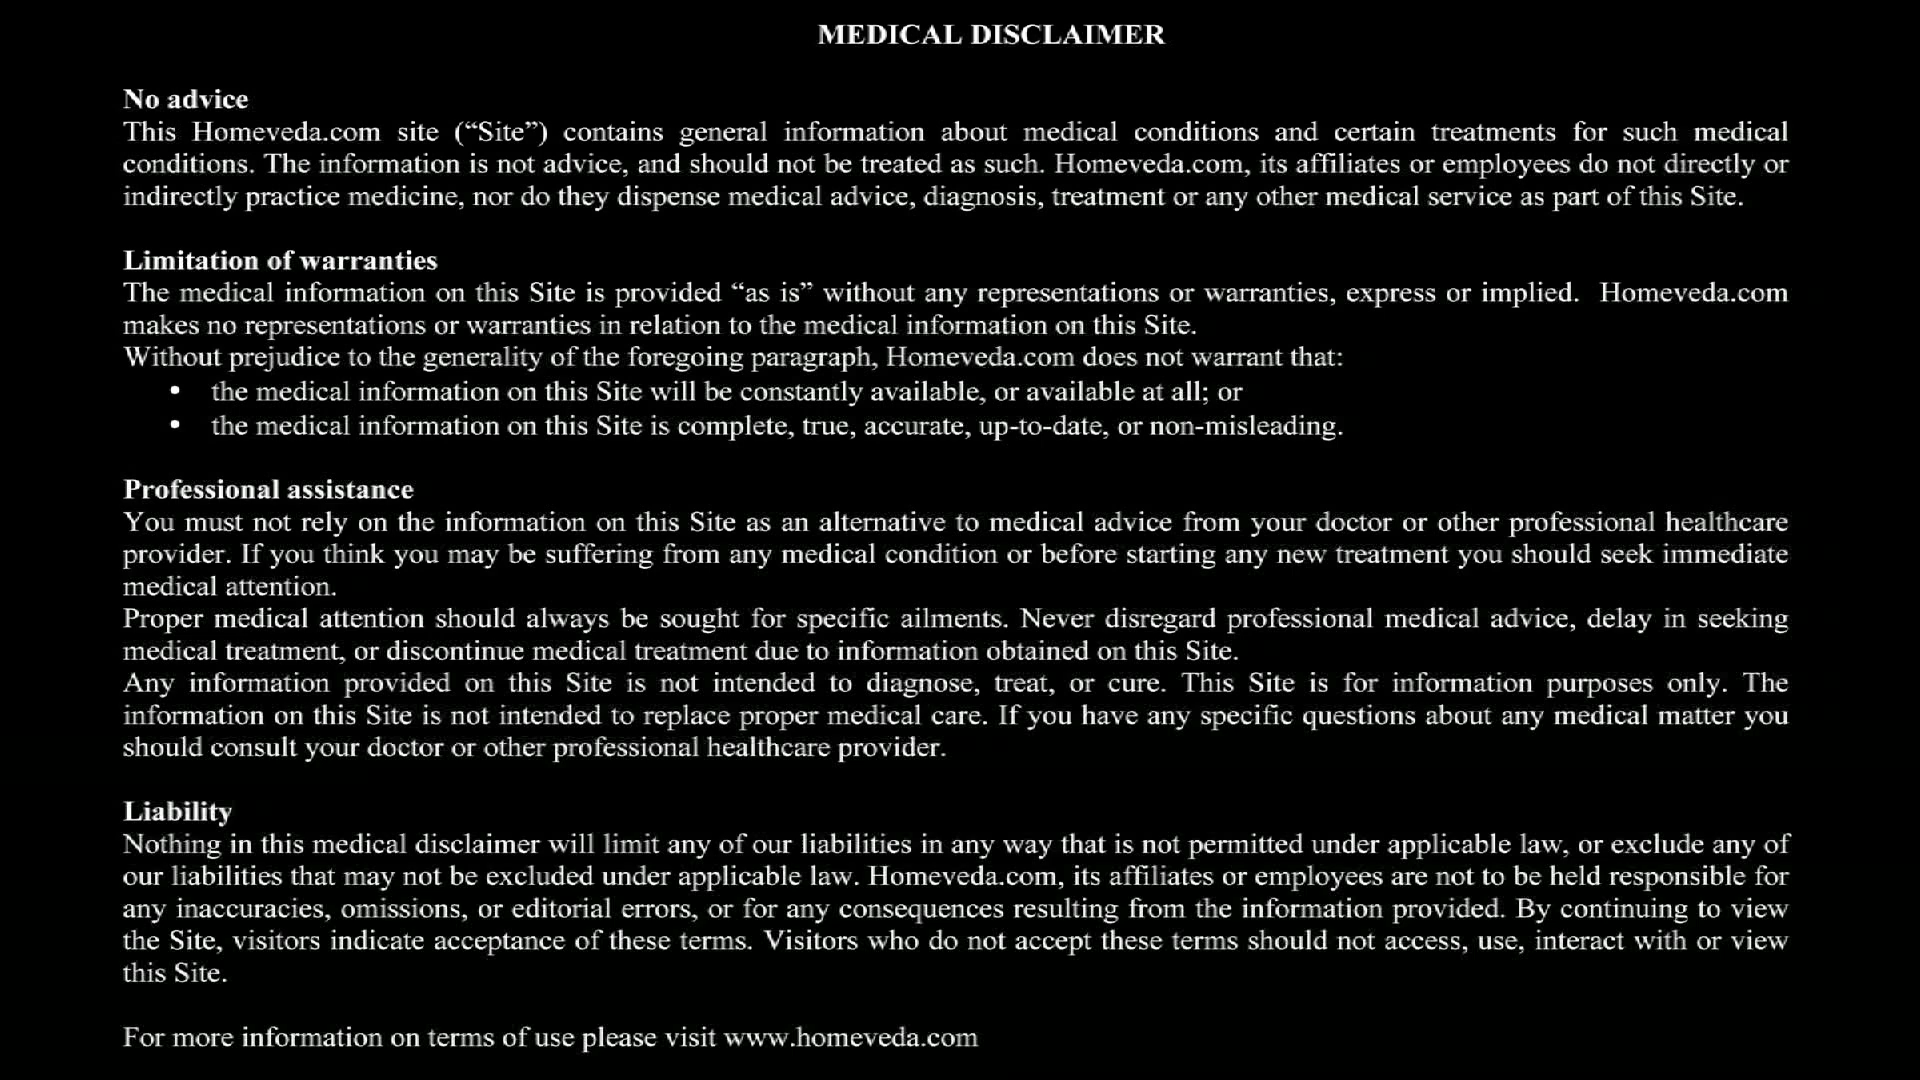 MEDICAL DISCLAIMER
No advice
This Homeveda.com site (“Site”) contains general information about medical conditions and certain treatments for such medical
conditions. The information is not advice, and should not be treated as such. Homeveda.com, its affiliates or employees do not directly or
indirectly practice medicine, nor do they dispense medical advice, diagnosis, treatment or any other medical service as part of this Site.
Limitation of warranties
The medical information on this Site is provided “as is” without any representations or warranties, express or implied. Homeveda.com
makes no representations or warranties in relation to the medical information on this Site.
Without prejudice to the generality of the foregoing paragraph, Homeveda.com does not warrant that:
• the medical information on this Site will be constantly available, or available at all; or
• the medical information on this Site is complete, true, accurate, up-to-date, or non-misleading.
Professional assistance
You must not rely on the information on this Site as an alternative to medical advice from your doctor or other professional healthcare
provider. If you think you may be suffering from any medical condition or before starting any new treatment you should seek immediate
medical attention.
Proper medical attention should always be sought for specific ailments. Never disregard professional medical advice, delay in seeking
medical treatment, or discontinue medical treatment due to information obtained on this Site.
Any information provided on this Site is not intended to diagnose, treat, or cure. This Site is for information purposes only. The
information on this Site is not intended to replace proper medical care. If you have any specific questions about any medical matter you
should consult your doctor or other professional healthcare provider.
Liability
Nothing in this medical disclaimer will limit any of our liabilities in any way that is not permitted under applicable law, or exclude any of
our liabilities that may not be excluded under applicable law. Homeveda.com, its affiliates or employees are not to be held responsible for
any inaccuracies, omissions, or editorial errors, or for any consequences resulting from the information provided. By continuing to view
the Site, visitors indicate acceptance of these terms. Visitors who do not accept these terms should not access, use, interact with or view
this Site.
For more information on terms of use please visit www.homeveda.com